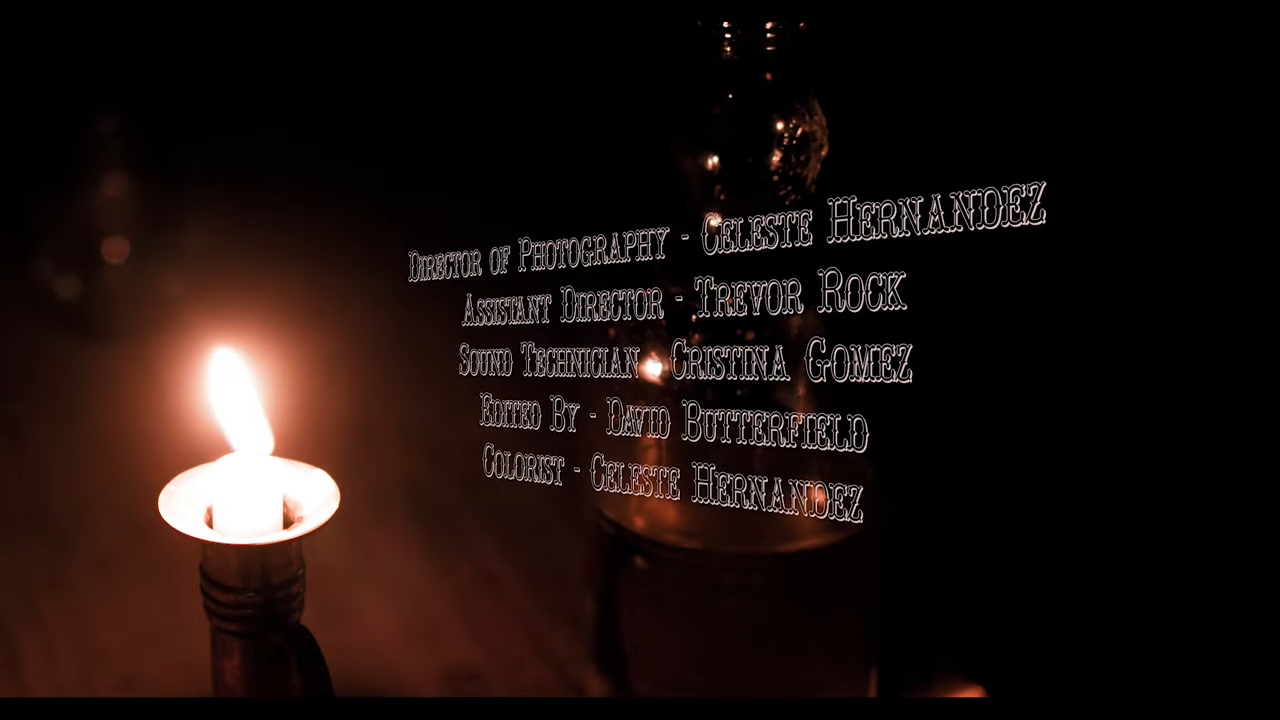 Director of Photography - Celeste Hernandez
Assistant Director - Trevor Rock
Sound Technician - Cristina Gomez
Edited By - David Butterfield
Colorist - Celeste Hernandez